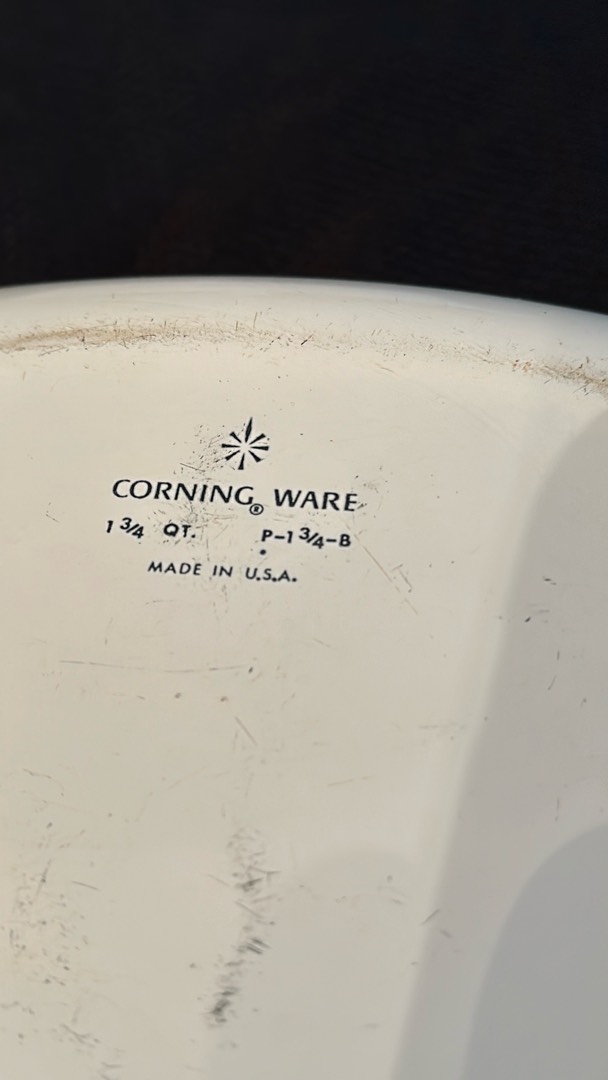 CORNING® WARE
1 3/4 QT. P-1 3/4-B
MADE IN U.S.A.